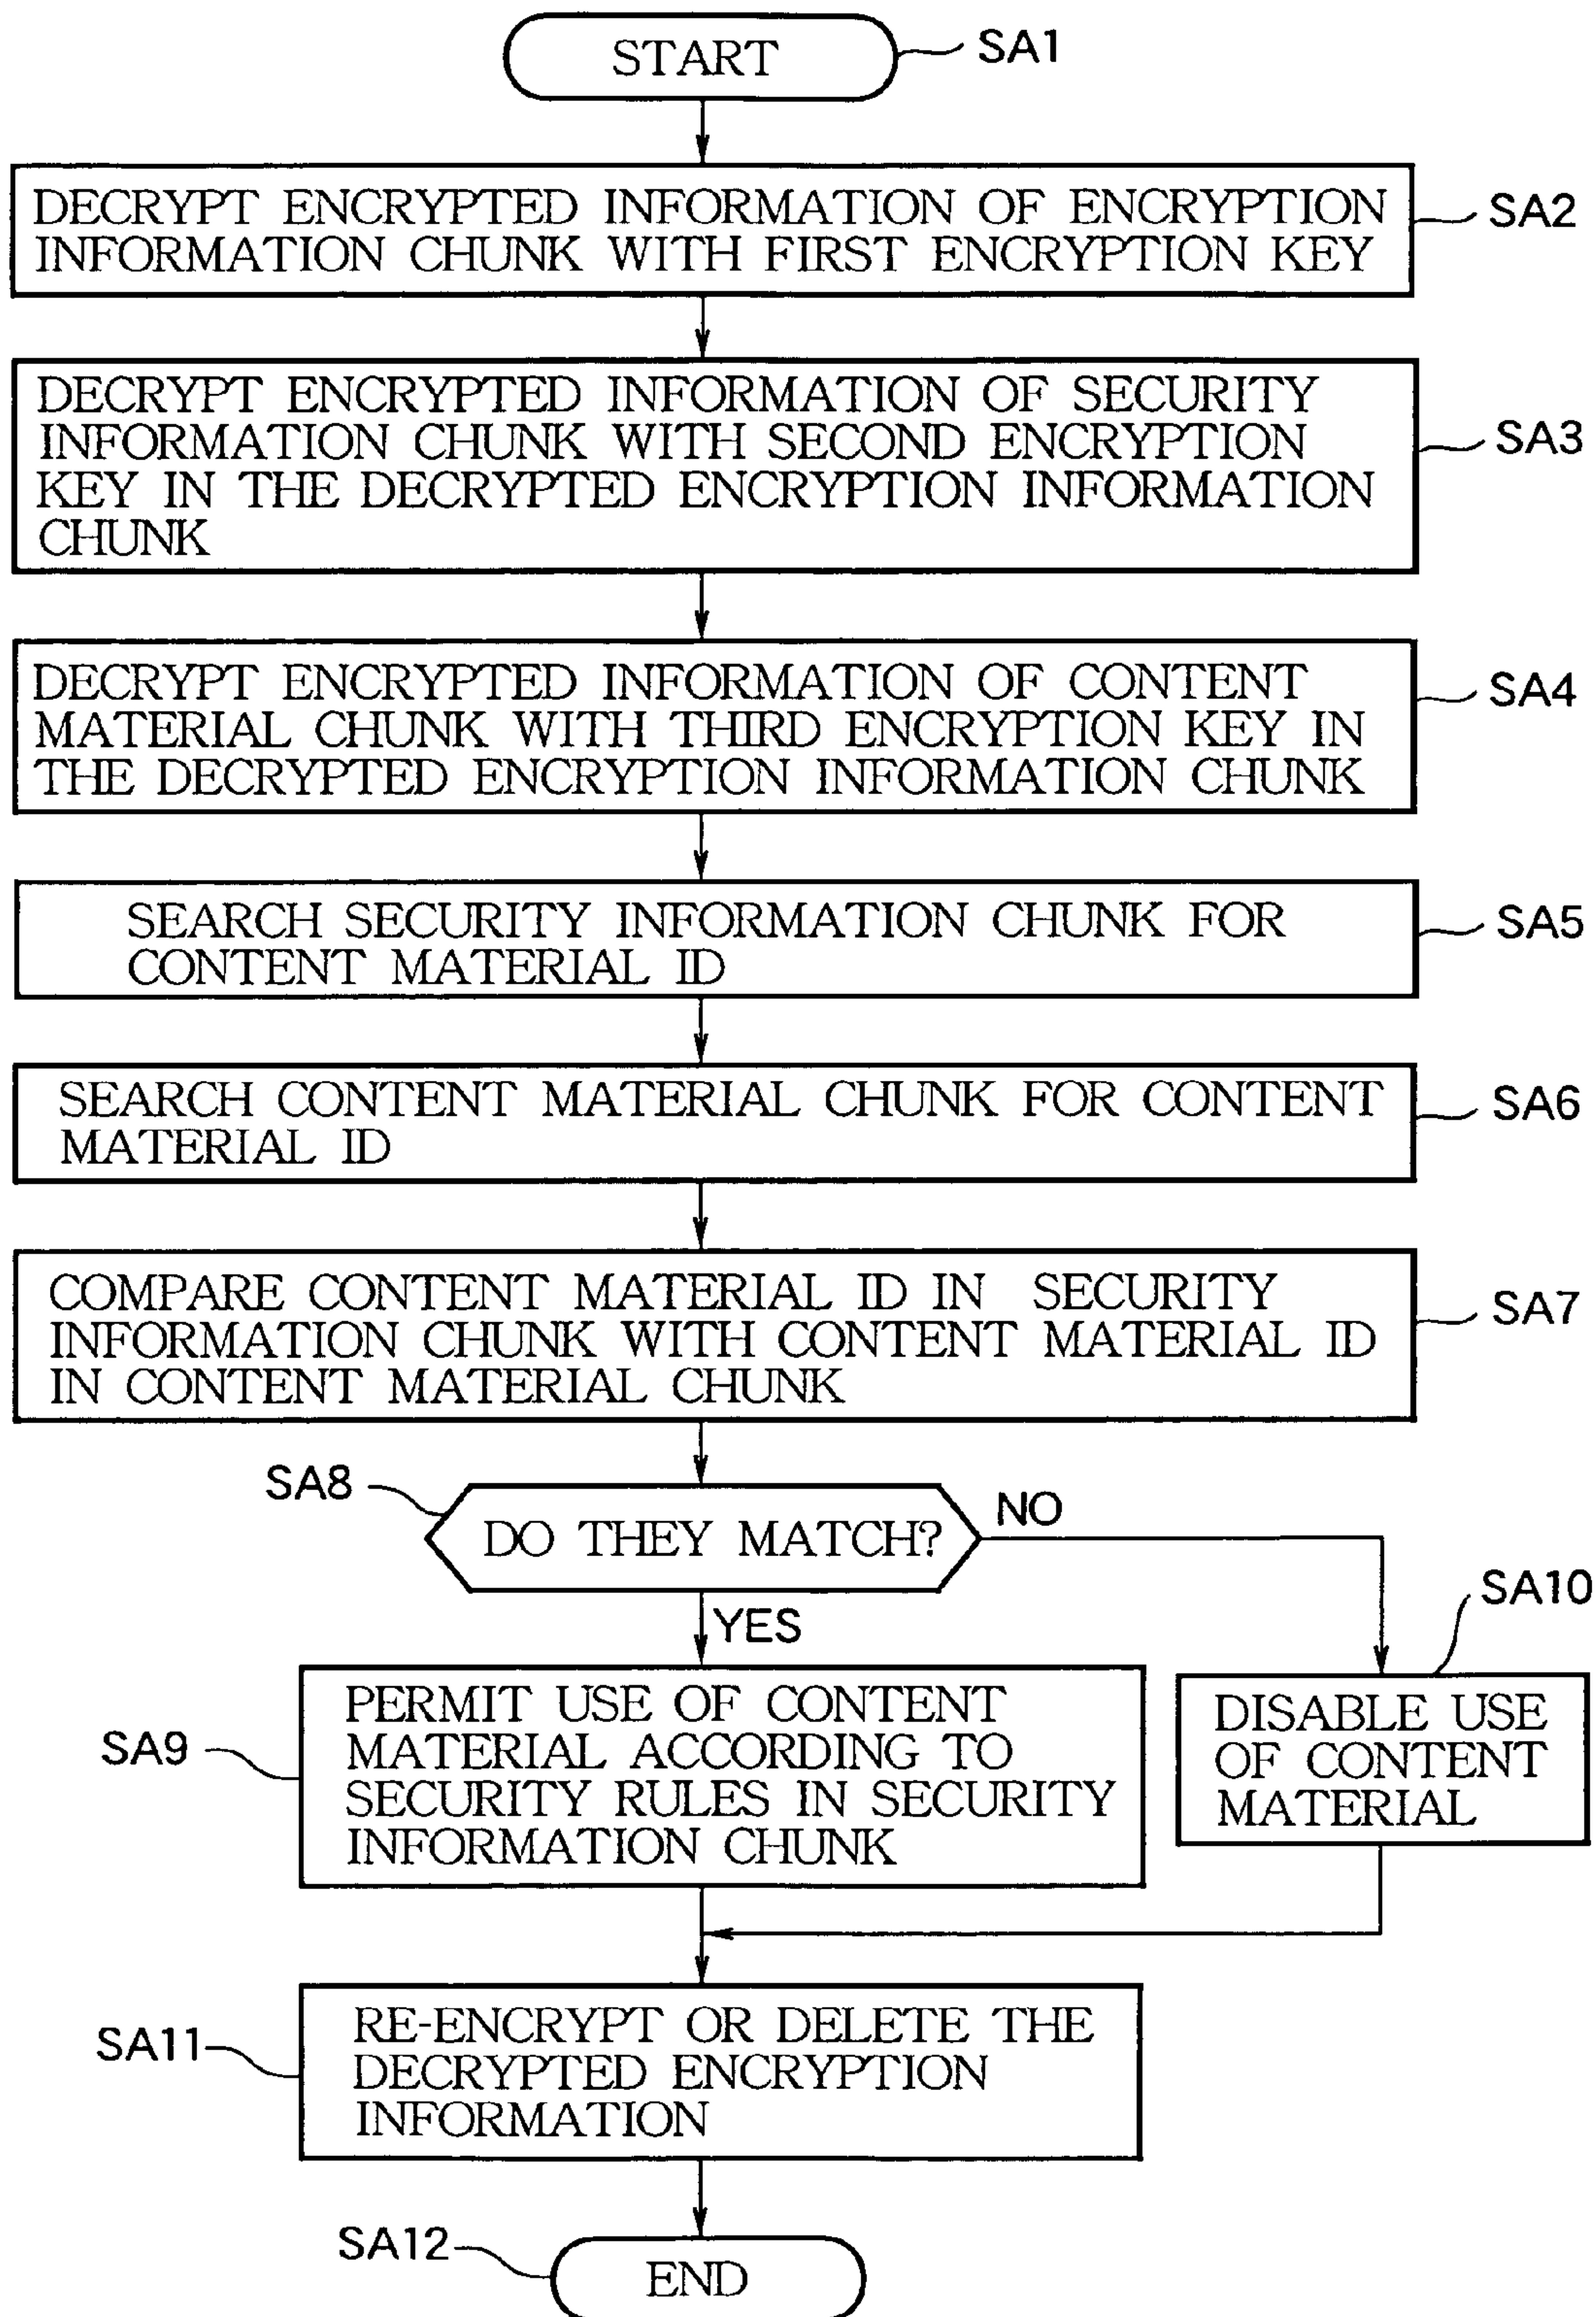 START
SA1
DECRYPT ENCRYPTED INFORMATION OF ENCRYPTION
INFORMATION CHUNK WITH FIRST ENCRYPTION KEY
SA2
DECRYPT ENCRYPTED INFORMATION OF SECURITY
INFORMATION CHUNK WITH SECOND ENCRYPTION
KEY IN THE DECRYPTED ENCRYPTION INFORMATION
CHUNK
SA3
DECRYPT ENCRYPTED INFORMATION OF CONTENT
MATERIAL CHUNK WITH THIRD ENCRYPTION KEY IN
THE DECRYPTED ENCRYPTION INFORMATION CHUNK
SA4
SEARCH SECURITY INFORMATION CHUNK FOR
CONTENT MATERIAL ID
SA5
SEARCH CONTENT MATERIAL CHUNK FOR CONTENT
MATERIAL ID
SA6
COMPARE CONTENT MATERIAL ID IN SECURITY
INFORMATION CHUNK WITH CONTENT MATERIAL ID
IN CONTENT MATERIAL CHUNK
SA7
SA8
DO THEY MATCH?
NO
YES
SA9
PERMIT USE OF CONTENT
MATERIAL ACCORDING TO
SECURITY RULES IN SECURITY
INFORMATION CHUNK
SA10
DISABLE USE
OF CONTENT
MATERIAL
SA11
RE-ENCRYPT OR DELETE THE
DECRYPTED ENCRYPTION
INFORMATION
SA12
END